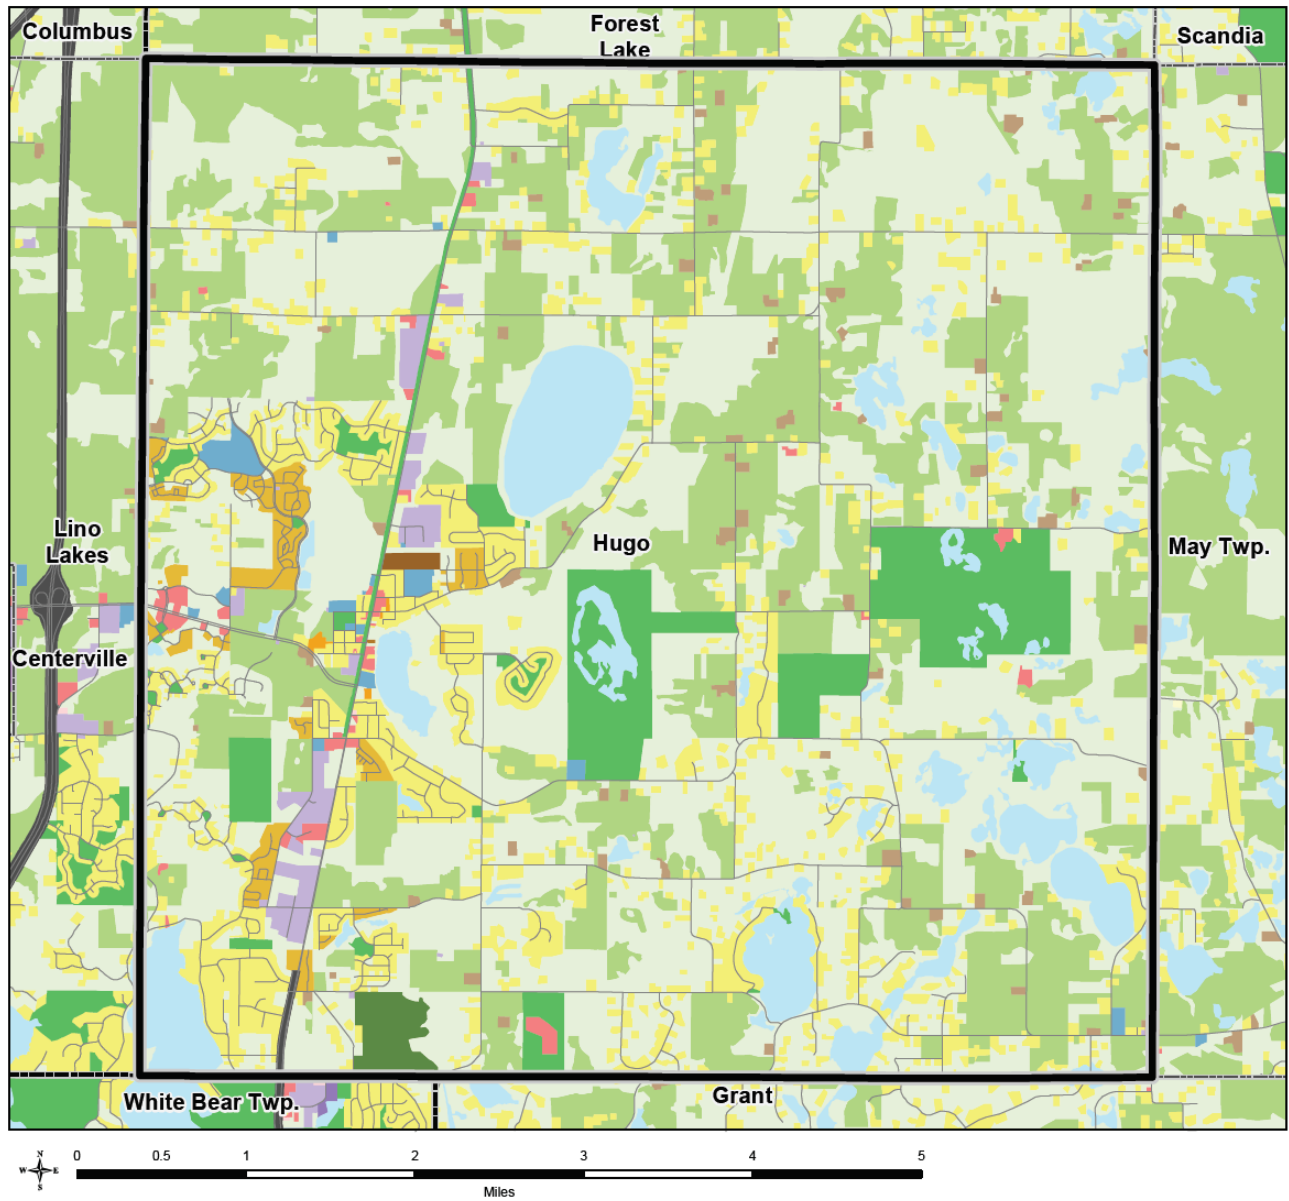 Columbus
Forest
Lake
Scandia
Lino
Lakes
Hugo
May Twp.
Centerville
White Bear Twp.
Grant
N
W E
S
0 0.5 1 2 3 4 5
Miles